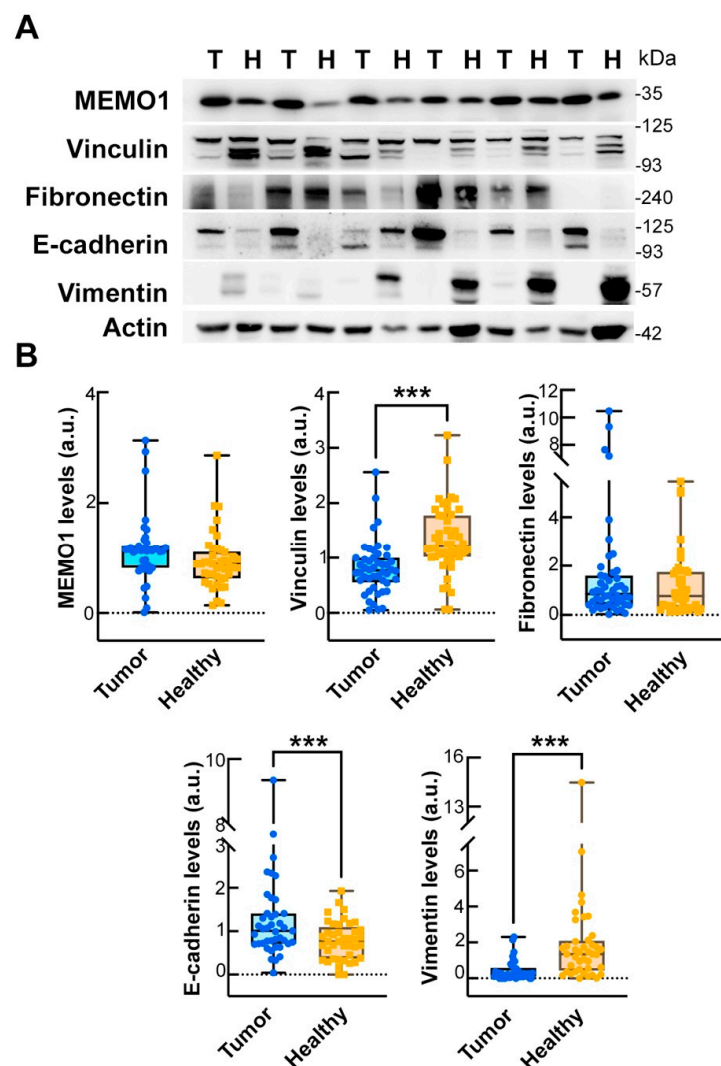 A
T H T H T H T H T H T H kDa
MEMO1 -35
-125
Vinculin
-93
Fibronectin -240
-125
E-cadherin
-93
Vimentin -57
Actin -42
B
MEMO1 levels (a.u.)
4
2
1
0
Tumor
Healthy
Vinculin levels (a.u.)
4
3
2
1
0
***
Tumor
Healthy
Fibronectin levels (a.u.)
12
10
8
4
2
0
Tumor
Healthy
E-cadherin levels (a.u.)
10
8
3
2
1
0
***
Tumor
Healthy
Vimentin levels (a.u.)
16
13
6
4
2
0
***
Tumor
Healthy